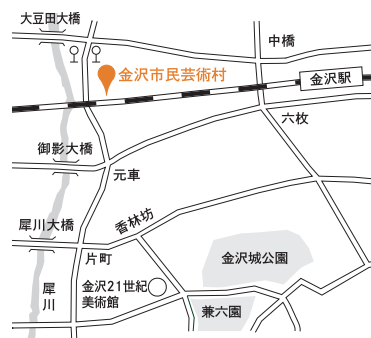 大豆田大橋
中橋
金沢市民芸術村
金沢駅
六枚
御影大橋
元車
香林坊
犀川大橋
片町
金沢城公園
金沢21世紀
美術館
犀川
兼六園